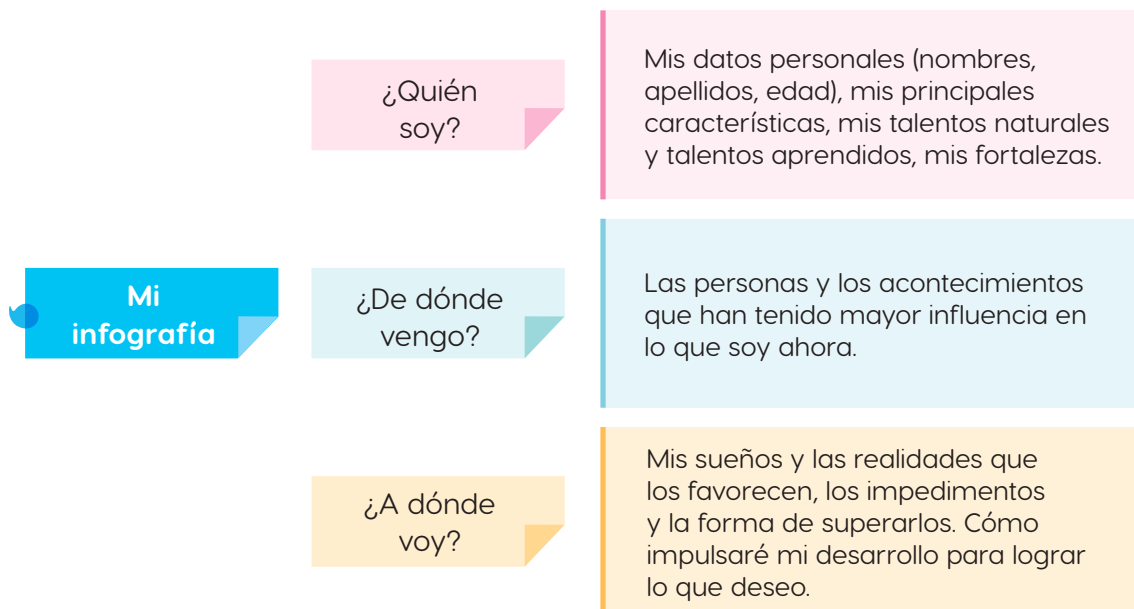 ¿Quién
soy?
Mis datos personales (nombres,
apellidos, edad), mis principales
características, mis talentos naturales
y talentos aprendidos, mis fortalezas.
Mi
infografía
¿De dónde
vengo?
Las personas y los acontecimientos
que han tenido mayor influencia en
lo que soy ahora.
¿A dónde
voy?
Mis sueños y las realidades que
los favorecen, los impedimentos
y la forma de superarlos. Cómo
impulsaré mi desarrollo para lograr
lo que deseo.